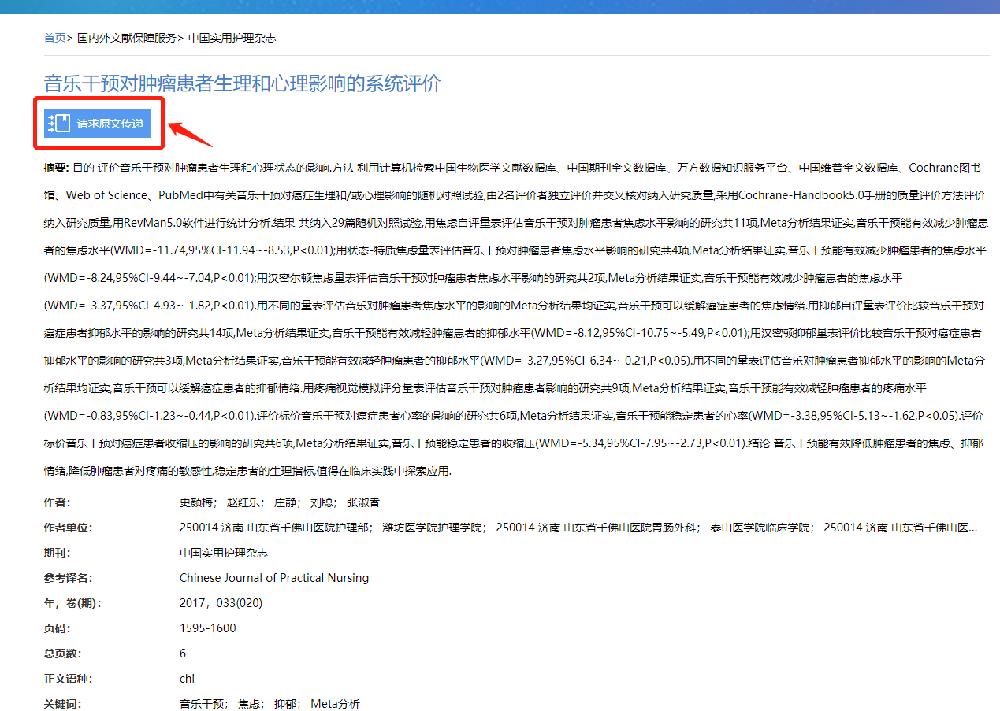 首页> 国内外文献保障服务> 中国实用护理杂志
音乐干预对肿瘤患者生理和心理影响的系统评价
请求原文传递
摘要: 目的 评价音乐干预对肿瘤患者生理和心理状态的影响.方法 利用计算机检索中国生物医学文献数据库、中国期刊全文数据库、万方数据知识服务平台、中国维普全文数据库、Cochrane图书
馆、Web of Science、PubMed中有关音乐干预对癌症生理和/或心理影响的随机对照试验,由2名评价者独立评价并交叉核对纳入研究质量,采用Cochrane-Handbook5.0手册的质量评价方法评价
纳入研究质量,用RevMan5.0软件进行统计分析.结果 共纳入29篇随机对照试验,用焦虑自评量表评估音乐干预对肿瘤患者焦虑水平影响的研究共11项,Meta分析结果证实,音乐干预能有效减少肿瘤患
者的焦虑水平(WMD=-11.74,95%CI-11.94~-8.53,P<0.01);用状态-特质焦虑量表评估音乐干预对肿瘤患者焦虑水平影响的研究共4项,Meta分析结果证实,音乐干预能有效减少肿瘤患者的焦虑水平
(WMD=-8.24,95%CI-9.44~-7.04,P<0.01);用汉密尔顿焦虑量表评估音乐干预对肿瘤患者焦虑水平影响的研究共2项,Meta分析结果证实,音乐干预能有效减少肿瘤患者的焦虑水平
(WMD=-3.37,95%CI-4.93~-1.82,P<0.01).用不同的量表评估音乐对肿瘤患者焦虑水平的影响的Meta分析结果均证实,音乐干预可以缓解癌症患者的焦虑情绪.用抑郁自评量表评价比较音乐干预对
癌症患者抑郁水平的影响的研究共14项,Meta分析结果证实,音乐干预能有效减轻肿瘤患者的抑郁水平(WMD=-8.12,95%CI-10.75~-5.49,P<0.01);用汉密顿抑郁量表评价比较音乐干预对癌症患者
抑郁水平的影响的研究共3项,Meta分析结果证实,音乐干预能有效减轻肿瘤患者的抑郁水平(WMD=-3.27,95%CI-6.34~-0.21,P<0.05).用不同的量表评估音乐对肿瘤患者抑郁水平的影响的Meta分
析结果均证实,音乐干预可以缓解癌症患者的抑郁情绪.用疼痛视觉模拟评分量表评估音乐干预对肿瘤患者影响的研究共9项,Meta分析结果证实,音乐干预能有效减轻肿瘤患者的疼痛水平
(WMD=-0.83,95%CI-1.23~-0.44,P<0.01).评价标价音乐干预对癌症患者心率的影响的研究共6项,Meta分析结果证实,音乐干预能稳定患者的心率(WMD=-3.38,95%CI-5.13~-1.62,P<0.05).评价
标价音乐干预对癌症患者收缩压的影响的研究共6项,Meta分析结果证实,音乐干预能稳定患者的收缩压(WMD=-5.34,95%CI-7.95~-2.73,P<0.01).结论 音乐干预能有效降低肿瘤患者的焦虑、抑郁
情绪,降低肿瘤患者对疼痛的敏感性,稳定患者的生理指标,值得在临床实践中探索应用.
作者： 史颜梅； 赵红乐； 庄静； 刘聪； 张淑香
作者单位： 250014 济南 山东省千佛山医院护理部； 潍坊医学院护理学院； 250014 济南 山东省千佛山医院胃肠外科； 泰山医学院临床学院； 250014 济南 山东省千佛山医...
期刊： 中国实用护理杂志
参考译名： Chinese Journal of Practical Nursing
年，卷(期)： 2017，033(020)
页码： 1595-1600
总页数： 6
正文语种： chi
关键词： 音乐干预； 焦虑； 抑郁； Meta分析